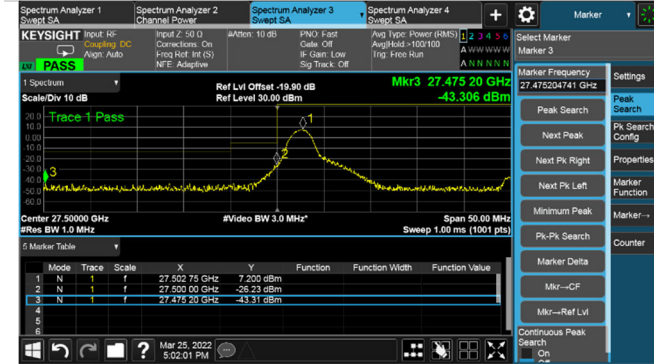 Spectrum Analyzer 1
Swept SA
Spectrum Analyzer 2
Channel Power
Spectrum Analyzer 3
Swept SA
Spectrum Analyzer 4
Swept SA
+
Marker
KEYSIGHT
Input: RF
Coupling: DC
Align: Auto
Input Z: 50 Ω
Corrections: On
Freq Ref: Int (S)
NFE: Adaptive
#Atten: 10 dB
PNO: Fast
Gate: Off
IF Gain: Low
Sig Track: Off
Avg Type: Power (RMS)
Avg|Hold >100/100
Trig: Free Run
1 2 3 4 5 6
A W W W W W
A N N N N N
PASS
Select Marker
Marker 3
1 Spectrum
Scale/Div 10 dB
Ref Lvl Offset -19.90 dB
Ref Level 30.00 dBm
Mkr3 27.475 20 GHz
-43.306 dBm
Trace 1 Pass
20.0
10.0
0.00
-10.0
-20.0
-30.0
-40.0
-50.0
-60.0
1
2
3
Center 27.50000 GHz
#Res BW 1.0 MHz
#Video BW 3.0 MHz*
Span 50.00 MHz
Sweep 1.00 ms (1001 pts)
5 Marker Table
Mode Trace Scale X Y Function Function Width Function Value
1 N 1 f 27.502 75 GHz 7.200 dBm
2 N 1 f 27.500 00 GHz -26.23 dBm
3 N 1 f 27.475 20 GHz -43.31 dBm
4
5
6
Marker Frequency
27.475204741 GHz
Peak Search
Next Peak
Next Pk Right
Next Pk Left
Minimum Peak
Pk-Pk Search
Marker Delta
Mkr→CF
Mkr→Ref Lvl
Continuous Peak
Search
On
Off
Settings
Peak
Search
Pk Search
Config
Properties
Marker
Function
Marker→
Counter
?
Mar 25, 2022
5:02:01 PM